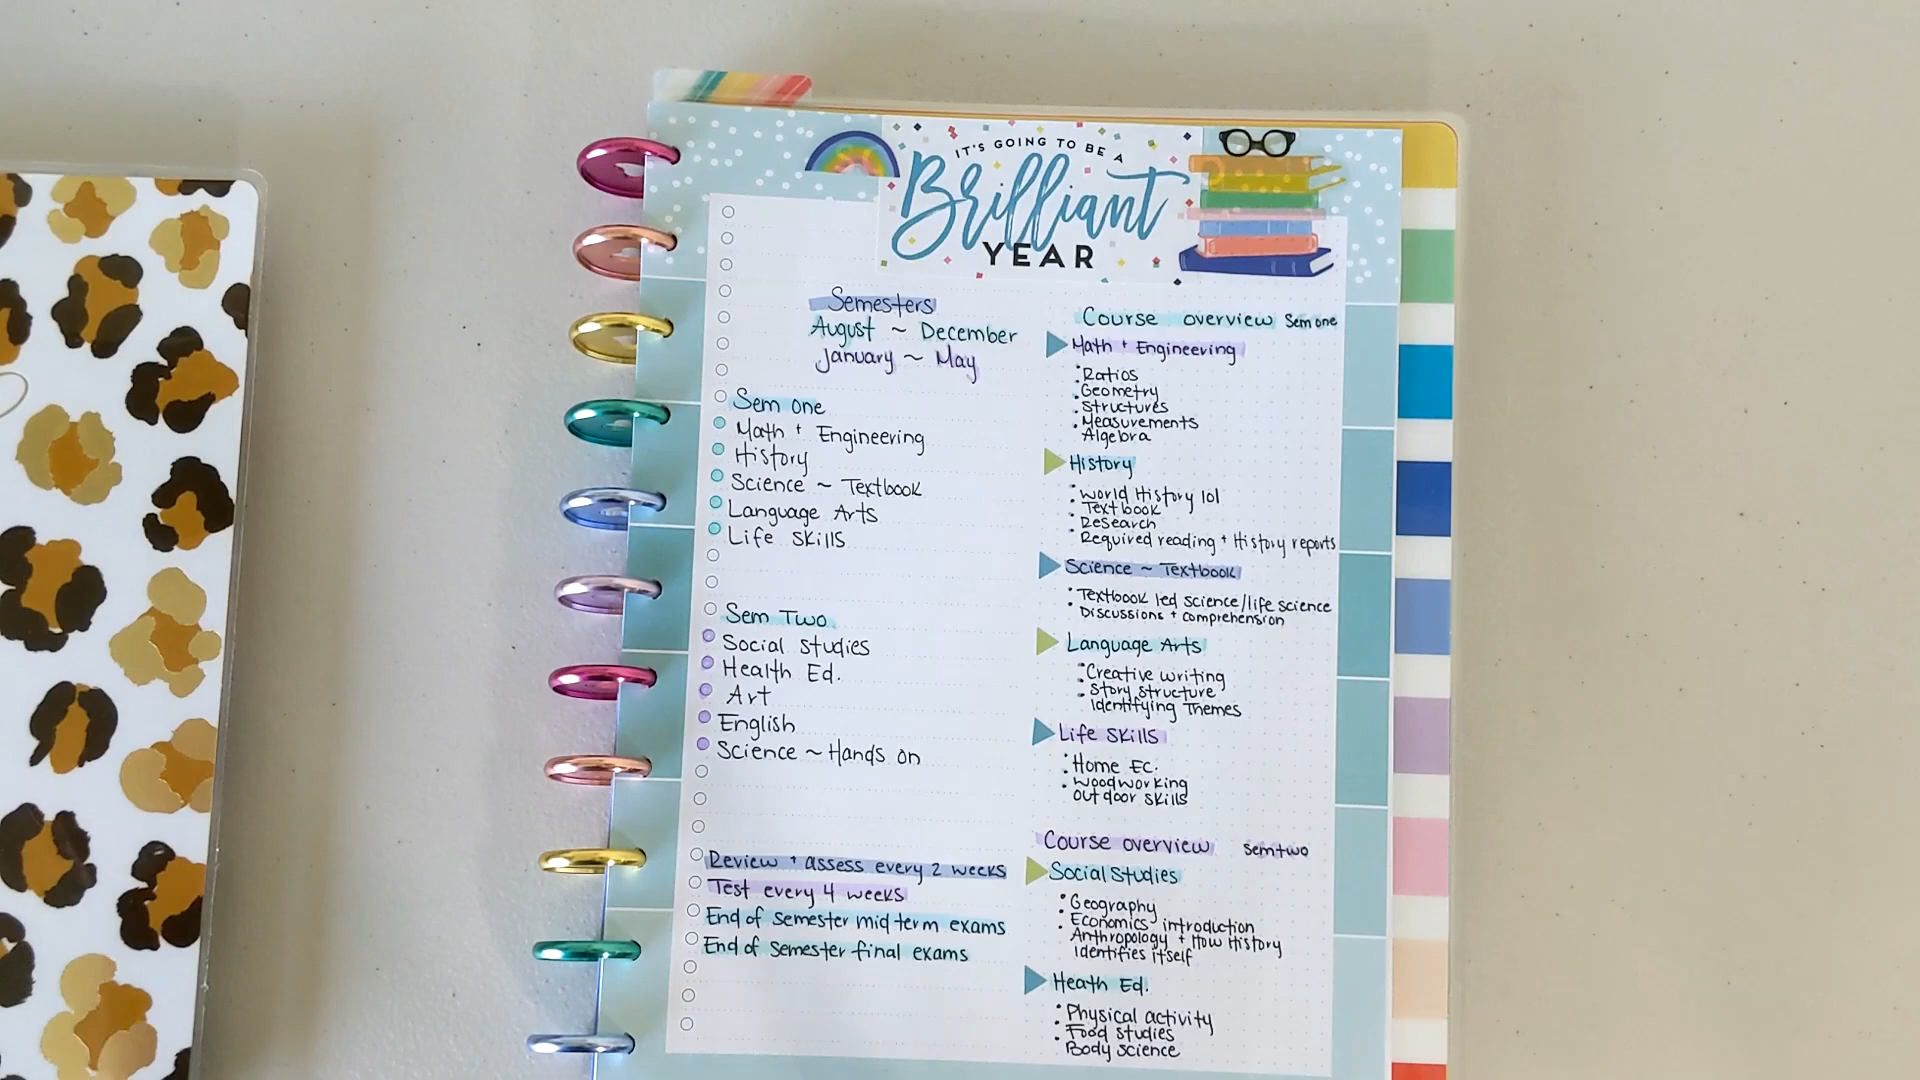 IT'S GOING TO BE A
Brilliant
YEAR
Semesters
August ~ December
January ~ May
Sem One
Math + Engineering
History
Science ~ Textbook
Language Arts
Life Skills
Sem Two
Social Studies
Health Ed.
Art
English
Science ~ Hands on
Review + assess every 2 weeks
Test every 4 weeks
End of semester mid term exams
End of semester final exams
Course overview Sem one
Math + Engineering
Ratios
Geometry
Structures
Measurements
Algebra
History
World History 101
Textbook
Research
Required reading + History reports
Science ~ Textbook
Textbook led science/life science
Discussions + comprehension
Language Arts
Creative writing
Story structure
Identifying Themes
Life Skills
Home EC.
Woodworking
Outdoor skills
Course overview Sem two
Social Studies
Geography
Economics introduction
Anthropology + How History
Identifies itself
Heath Ed.
Physical activity
Food studies
Body science